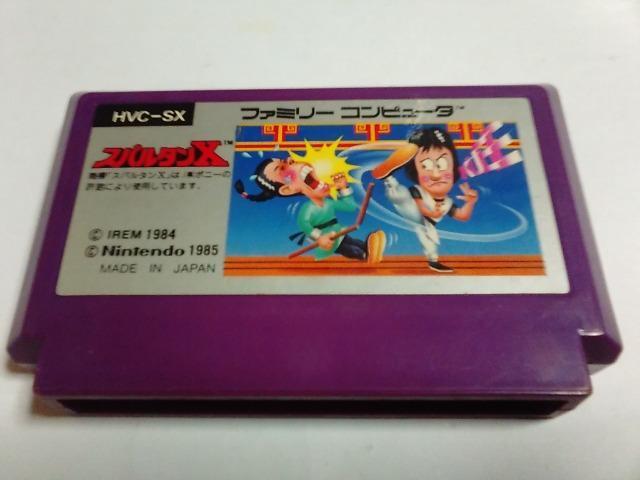 HVC-SX
ファミリー コンピュータ™
スパルタンX™
映画「スパルタンX」は(株)ポニーの
許諾により使用しています。
© IREM 1984
© Nintendo 1985
MADE IN JAPAN